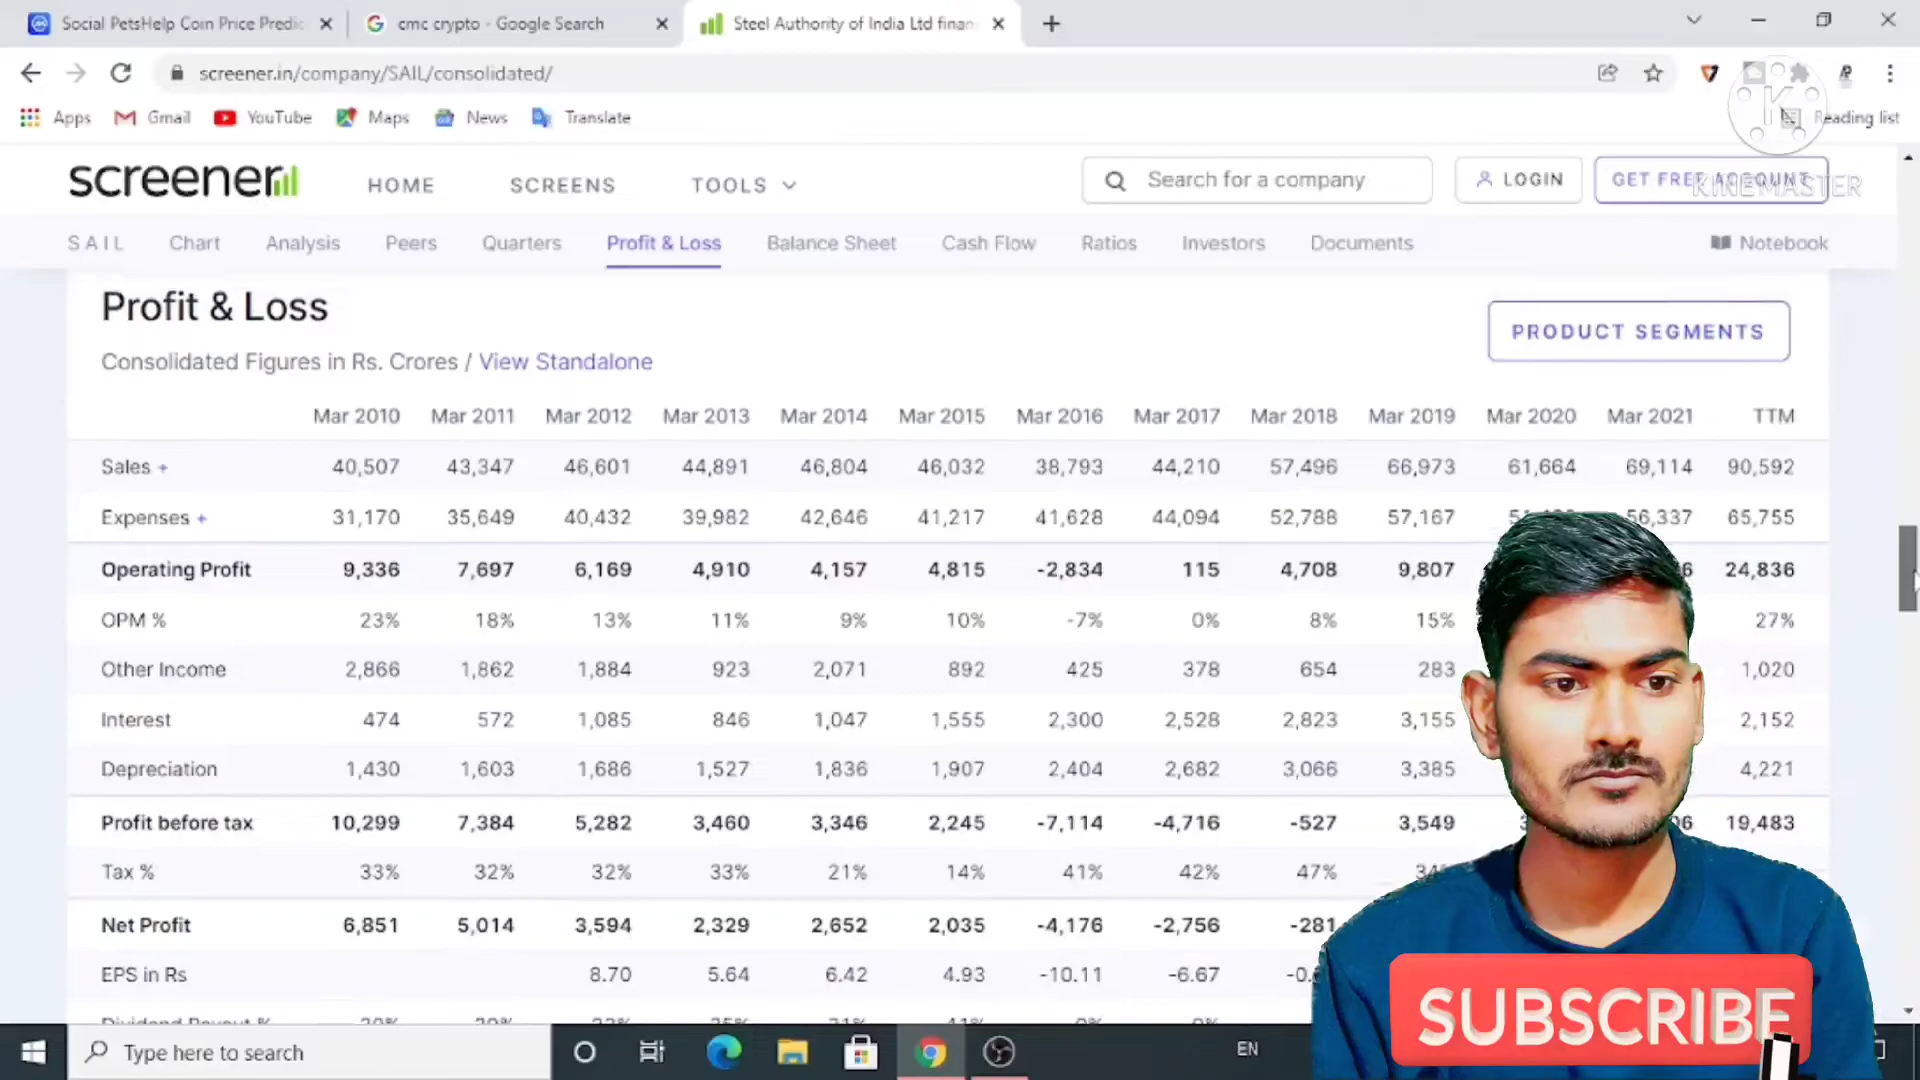 Social PetsHelp Coin Price Predic
cmc crypto - Google Search
Steel Authority of India Ltd finan
screener.in/company/SAIL/consolidated/
Apps Gmail YouTube Maps News Translate Reading list
K
KINEMASTER
screener HOME SCREENS TOOLS Search for a company LOGIN GET FREE ACCOUNT
SAIL Chart Analysis Peers Quarters Profit & Loss Balance Sheet Cash Flow Ratios Investors Documents Notebook
Profit & Loss
PRODUCT SEGMENTS
Consolidated Figures in Rs. Crores / View Standalone
Mar 2010 Mar 2011 Mar 2012 Mar 2013 Mar 2014 Mar 2015 Mar 2016 Mar 2017 Mar 2018 Mar 2019 Mar 2020 Mar 2021 TTM
Sales + 40,507 43,347 46,601 44,891 46,804 46,032 38,793 44,210 57,496 66,973 61,664 69,114 90,592
Expenses + 31,170 35,649 40,432 39,982 42,646 41,217 41,628 44,094 52,788 57,167 56,337 65,755
Operating Profit 9,336 7,697 6,169 4,910 4,157 4,815 -2,834 115 4,708 9,807 6 24,836
OPM % 23% 18% 13% 11% 9% 10% -7% 0% 8% 15% 27%
Other Income 2,866 1,862 1,884 923 2,071 892 425 378 654 283 1,020
Interest 474 572 1,085 846 1,047 1,555 2,300 2,528 2,823 3,155 2,152
Depreciation 1,430 1,603 1,686 1,527 1,836 1,907 2,404 2,682 3,066 3,385 4,221
Profit before tax 10,299 7,384 5,282 3,460 3,346 2,245 -7,114 -4,716 -527 3,549 19,483
Tax % 33% 32% 32% 33% 21% 14% 41% 42% 47%
Net Profit 6,851 5,014 3,594 2,329 2,652 2,035 -4,176 -2,756 -281
EPS in Rs 8.70 5.64 6.42 4.93 -10.11 -6.67
Dividend Payout %
SUBSCRIBE
Type here to search
EN